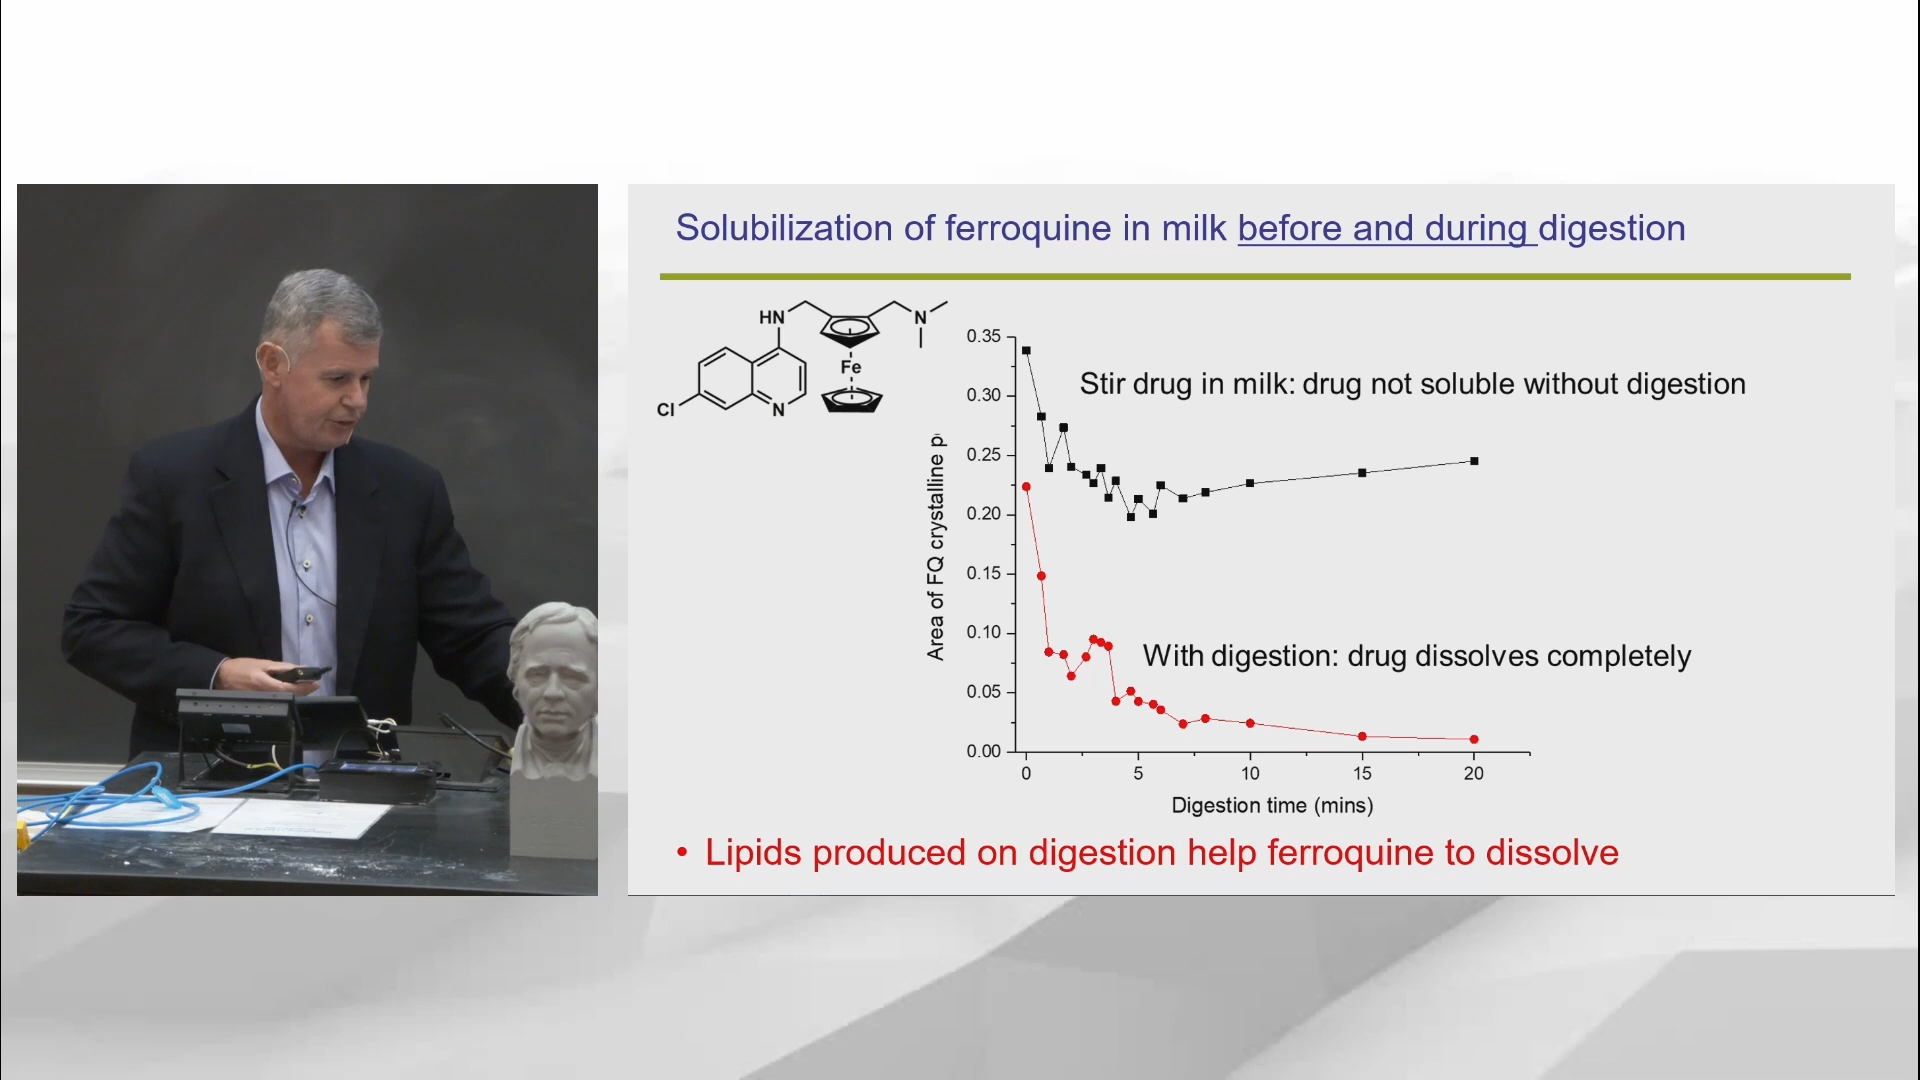 Solubilization of ferroquine in milk before and during digestion
HN
N
Fe
Cl
N
0.35
0.30
0.25
0.20
0.15
0.10
0.05
0.00
Area of FQ crystalline p
Stir drug in milk: drug not soluble without digestion
With digestion: drug dissolves completely
0 5 10 15 20
Digestion time (mins)
• Lipids produced on digestion help ferroquine to dissolve